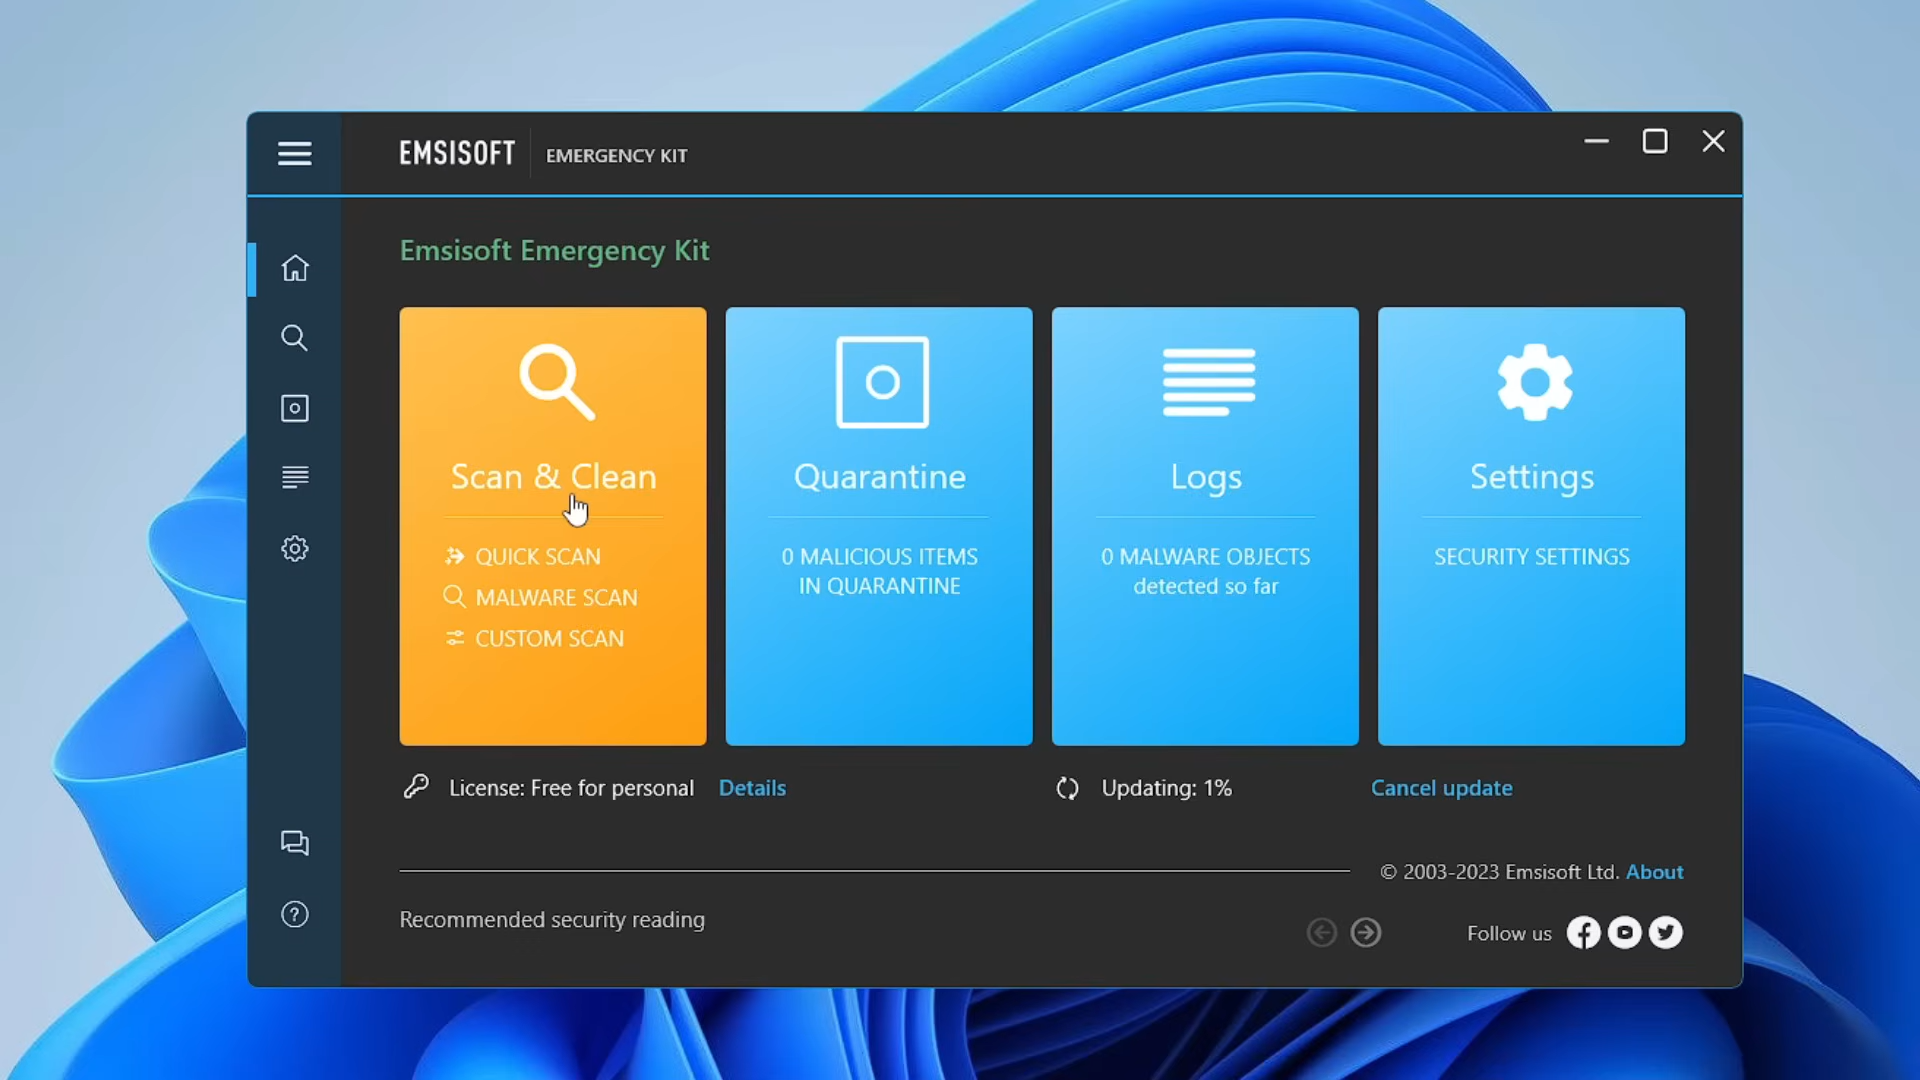 EMSISOFT
EMERGENCY KIT
Emsisoft Emergency Kit
Scan & Clean
QUICK SCAN
MALWARE SCAN
CUSTOM SCAN
Quarantine
0 MALICIOUS ITEMS
IN QUARANTINE
Logs
0 MALWARE OBJECTS
detected so far
Settings
SECURITY SETTINGS
License: Free for personal
Details
Updating: 1%
Cancel update
© 2003-2023 Emsisoft Ltd. About
Recommended security reading
Follow us